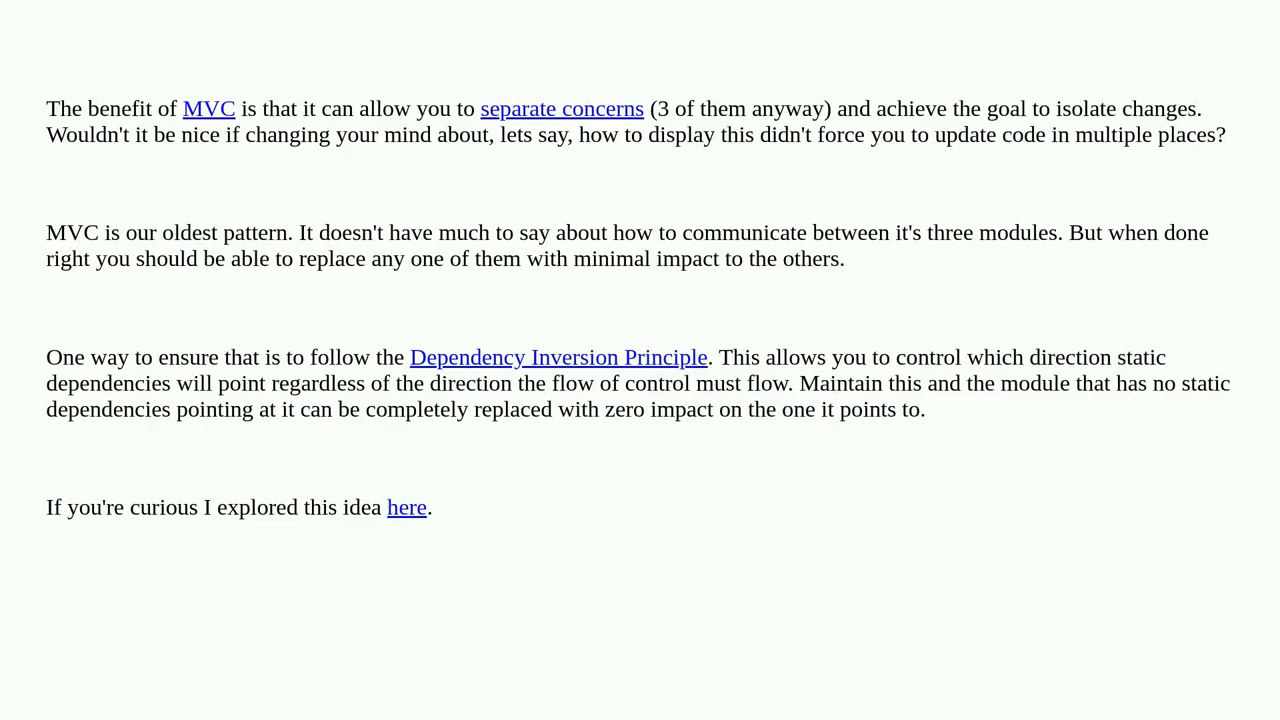 The benefit of MVC is that it can allow you to separate concerns (3 of them anyway) and achieve the goal to isolate changes.
Wouldn't it be nice if changing your mind about, lets say, how to display this didn't force you to update code in multiple places?
MVC is our oldest pattern. It doesn't have much to say about how to communicate between it's three modules. But when done
right you should be able to replace any one of them with minimal impact to the others.
One way to ensure that is to follow the Dependency Inversion Principle. This allows you to control which direction static
dependencies will point regardless of the direction the flow of control must flow. Maintain this and the module that has no static
dependencies pointing at it can be completely replaced with zero impact on the one it points to.
If you're curious I explored this idea here.